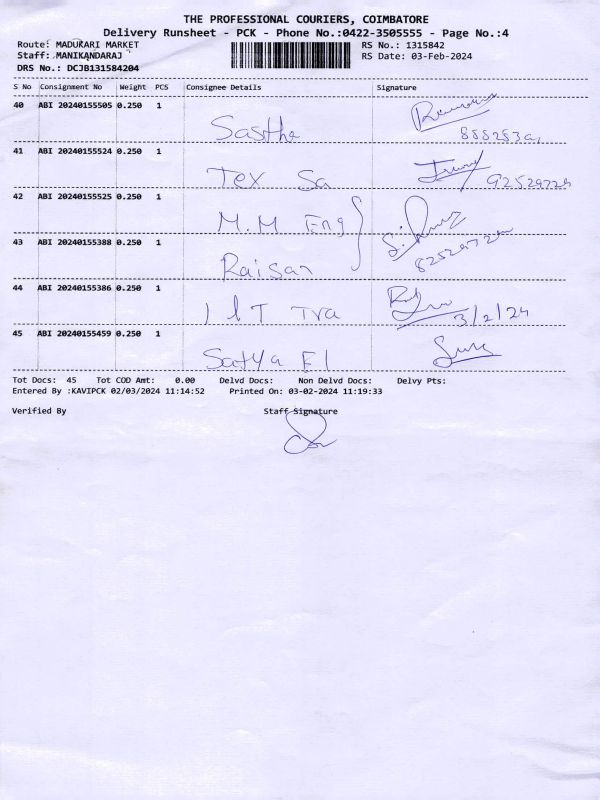 THE PROFESSIONAL COURIERS, COIMBATORE
Delivery Runsheet - PCK - Phone No.:0422-3505555 - Page No.:4
Route: MADUKARI MARKET
RS No.: 1315842
Staff: MANIKANDARAJ
RS Date: 03-Feb-2024
DRS No.: DCJB131584204
S No Consignment No Weight PCS Consignee Details Signature
40 ABI 20240155505 0.250 1
Sasthe
41 ABI 20240155524 0.250 1
Tex Sa
42 ABI 20240155525 0.250 1
M.M Eng
43 ABI 20240155388 0.250 1
Raisan
44 ABI 20240155386 0.250 1
Tra 3/2/24
45 ABI 20240155459 0.250 1
Satya El
Tot Docs: 45 Tot COD Amt: 0.00 Delvd Docs: Non Delvd Docs: Delvy Pts:
Entered By :KAVIPCK 02/03/2024 11:14:52 Printed On: 03-02-2024 11:19:33
Verified By Staff Signature